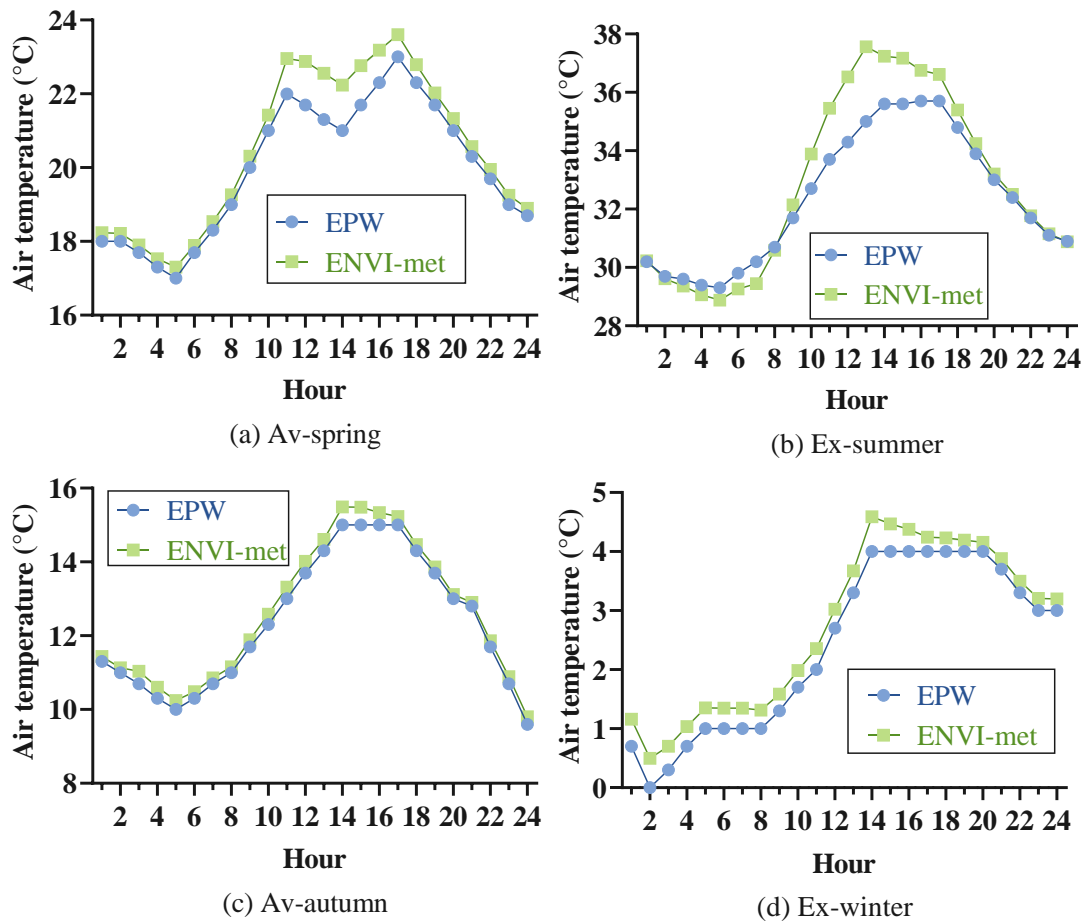 Air temperature (°C)
24
22
20
18
16
EPW
ENVI-met
2 4 6 8 10 12 14 16 18 20 22 24
Hour
(a) Av-spring
Air temperature (°C)
38
36
34
32
30
28
EPW
ENVI-met
2 4 6 8 10 12 14 16 18 20 22 24
Hour
(b) Ex-summer
Air temperature (°C)
16
14
12
10
8
EPW
ENVI-met
2 4 6 8 10 12 14 16 18 20 22 24
Hour
(c) Av-autumn
Air temperature (°C)
5
4
3
2
1
0
EPW
ENVI-met
2 4 6 8 10 12 14 16 18 20 22 24
Hour
(d) Ex-winter